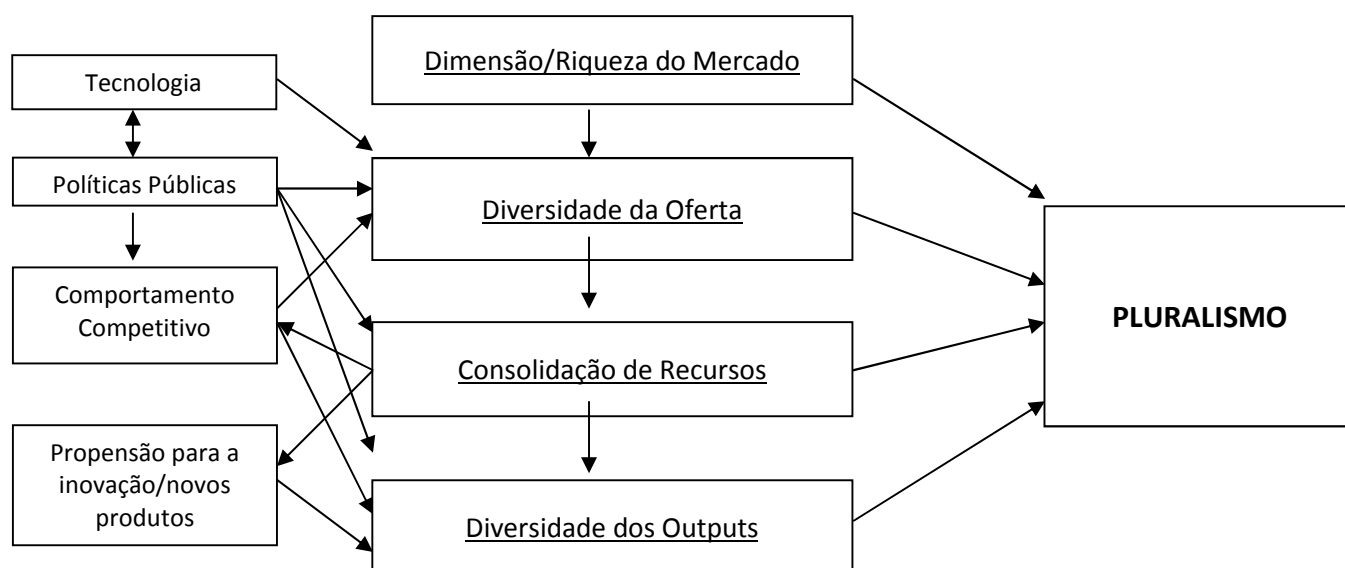 Tecnologia
Políticas Públicas
Comportamento
Competitivo
Propensão para a
inovação/novos
produtos
Dimensão/Riqueza do Mercado
Diversidade da Oferta
Consolidação de Recursos
Diversidade dos Outputs
PLURALISMO